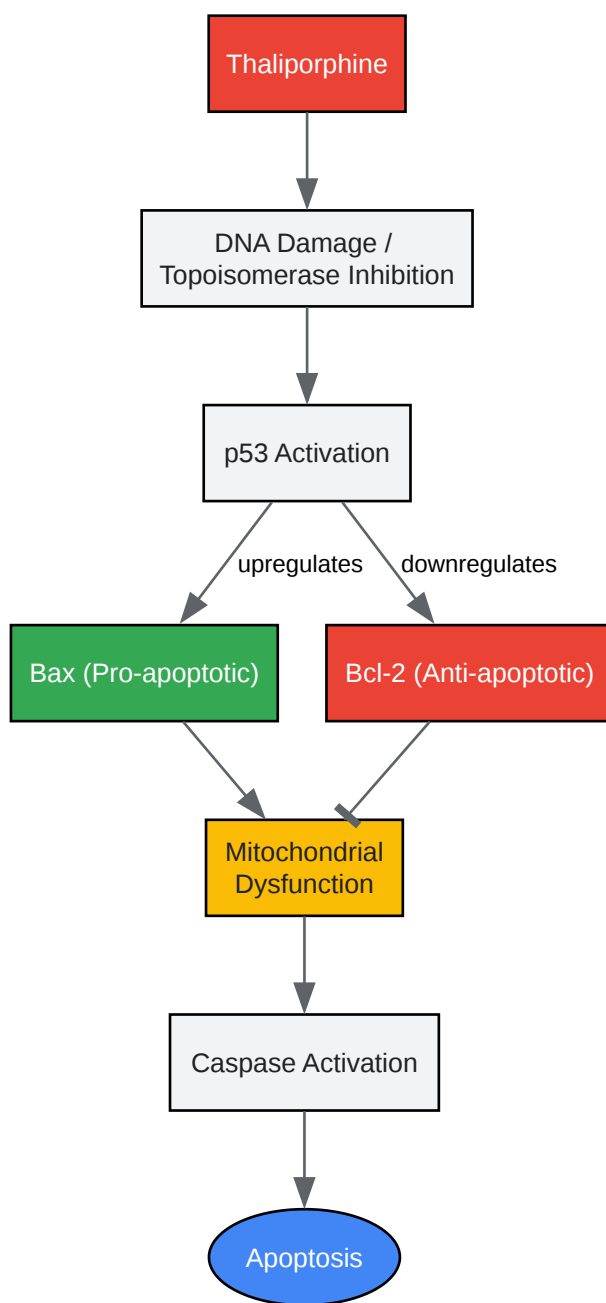 Thaliporphine
DNA Damage /
Topoisomerase Inhibition
p53 Activation
upregulates
downregulates
Bax (Pro-apoptotic)
Bcl-2 (Anti-apoptotic)
Mitochondrial
Dysfunction
Caspase Activation
Apoptosis